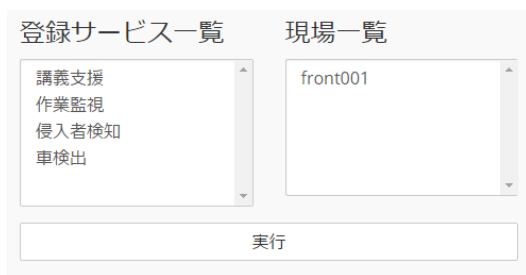 登録サービス一覧
講義支援
作業監視
侵入者検知
車検出
現場一覧
front001
実行